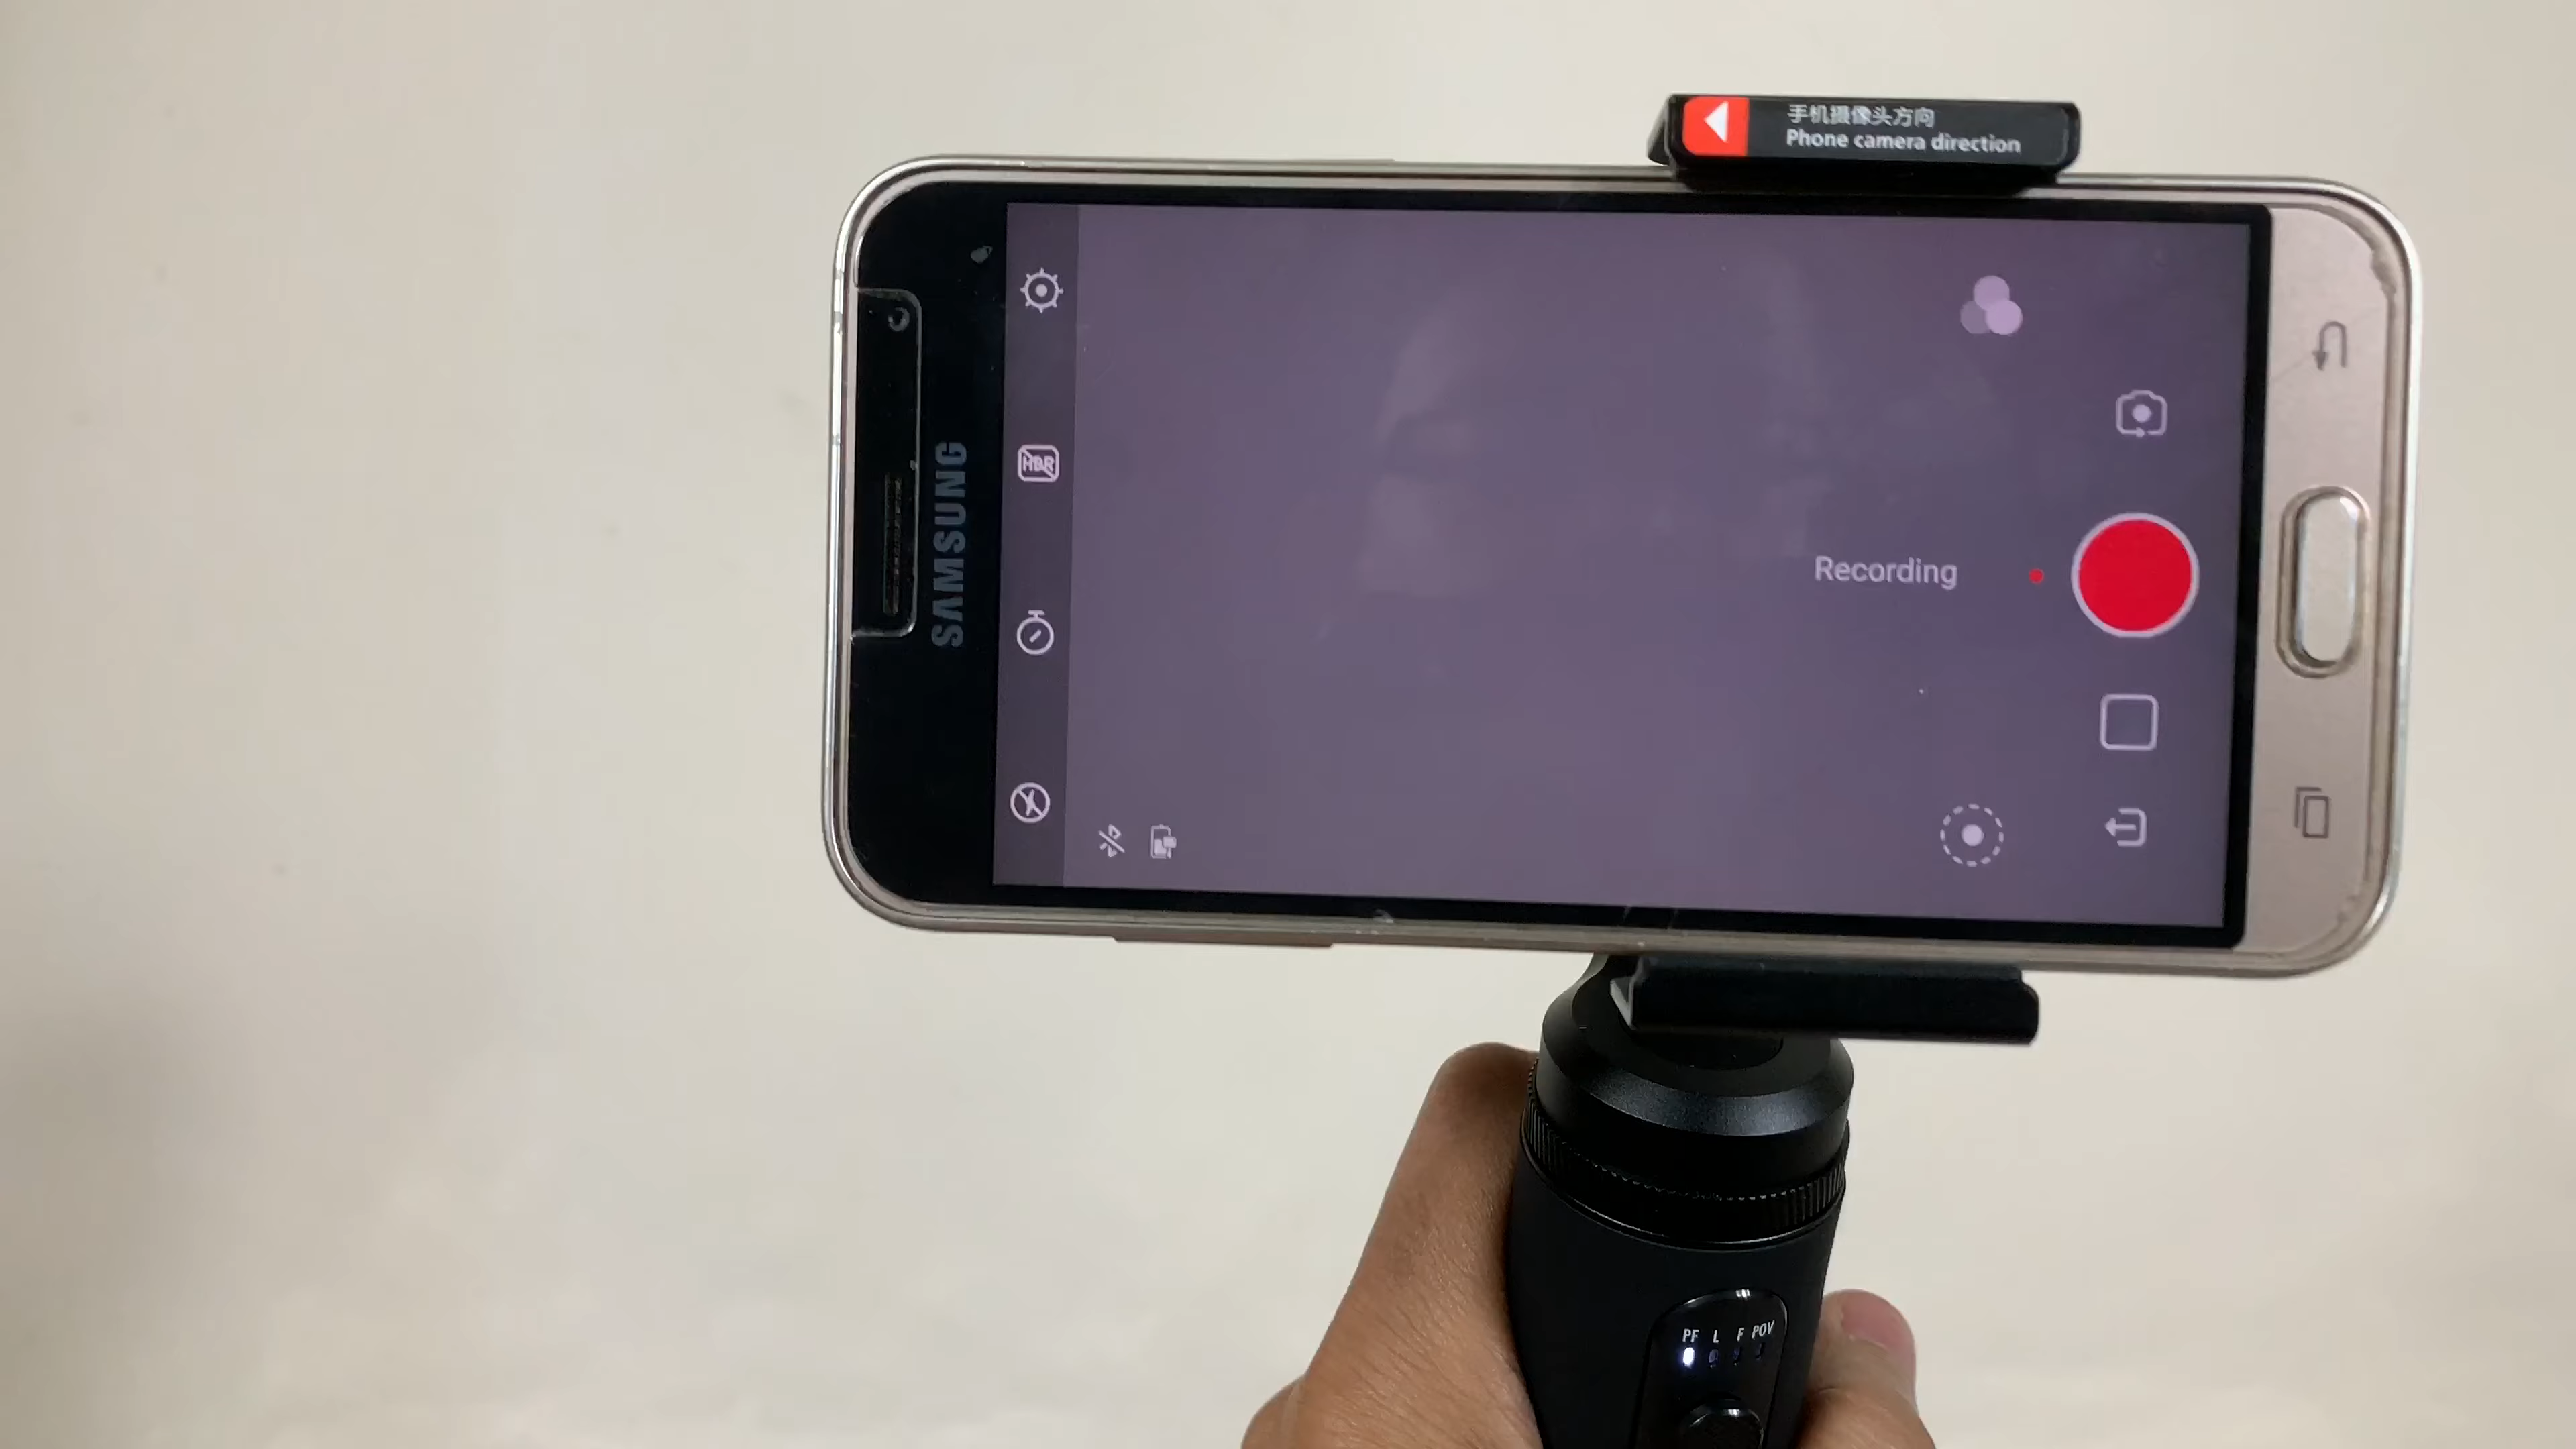 手机摄像头方向
Phone camera direction
SAMSUNG
HDR
Recording
PF L F POV